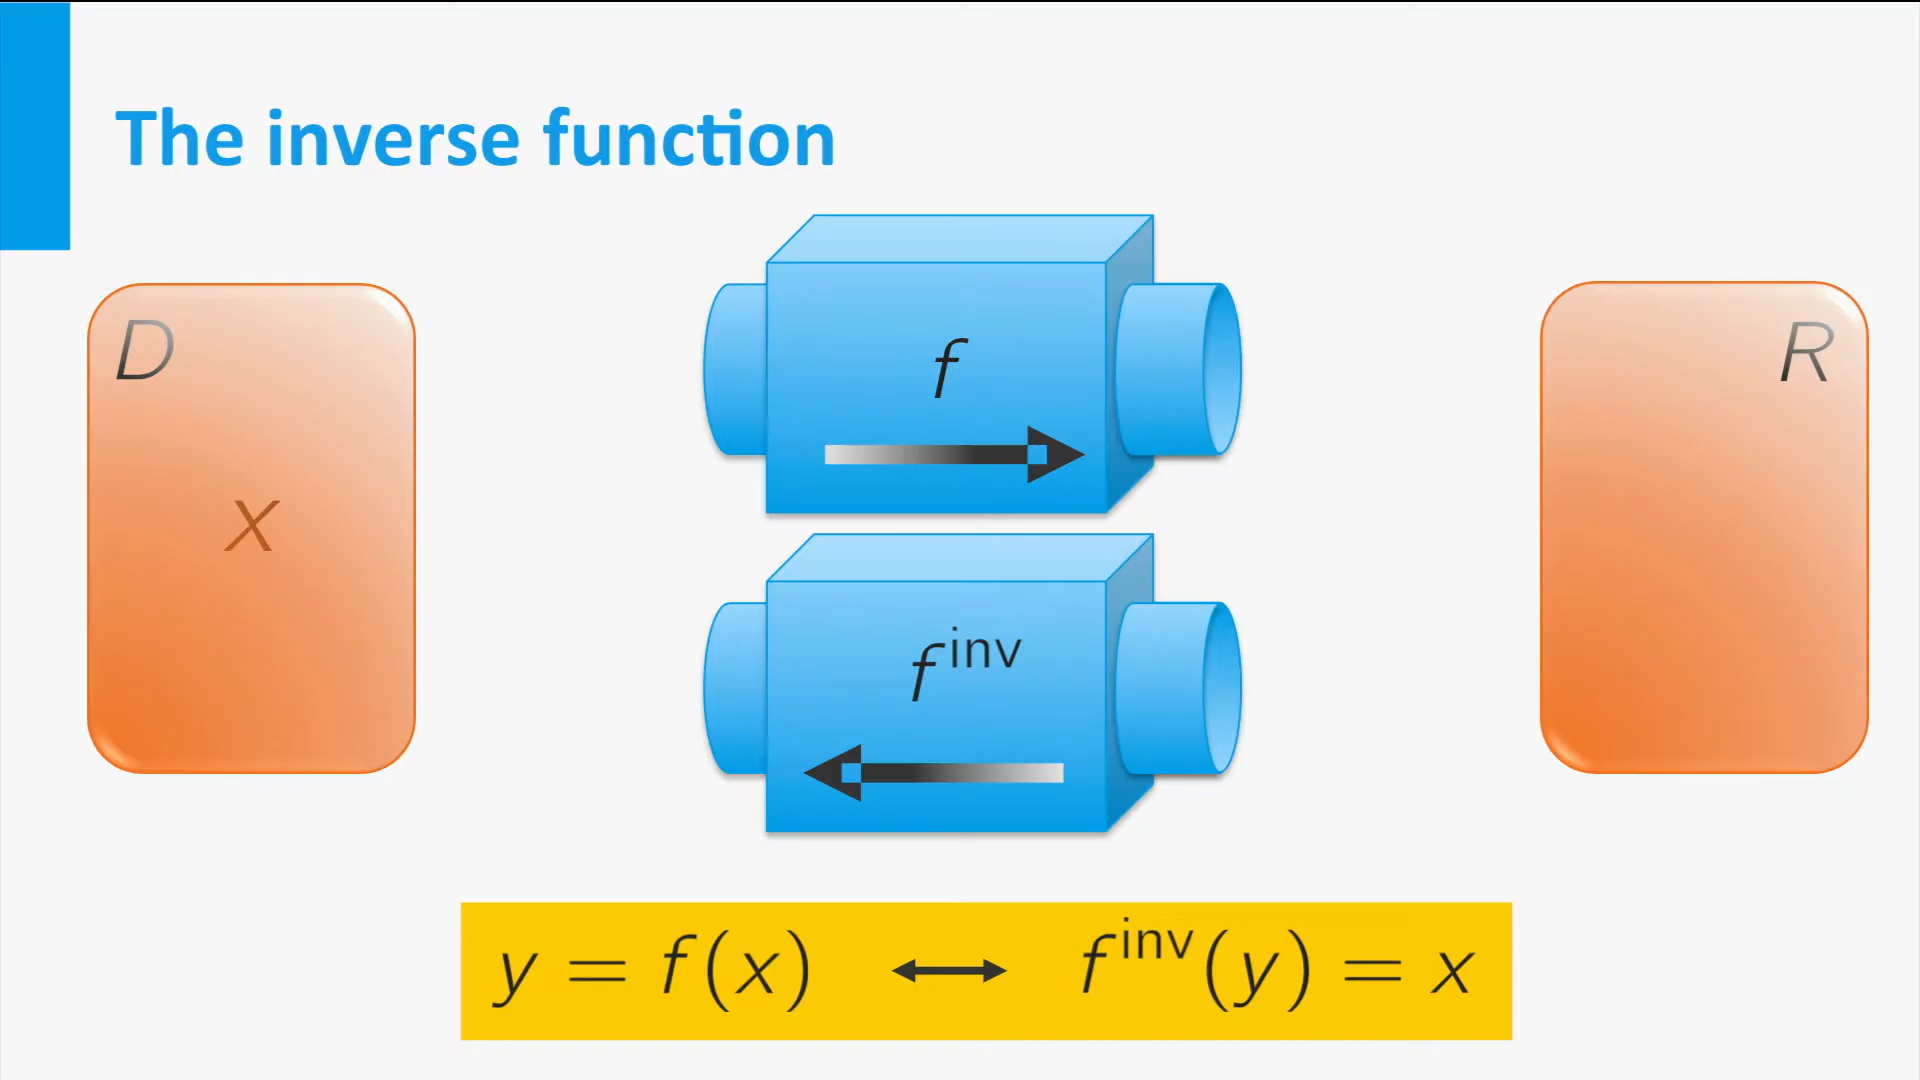 The inverse function
D
R
x
f
f^inv
y = f(x) ↔ f^inv(y) = x